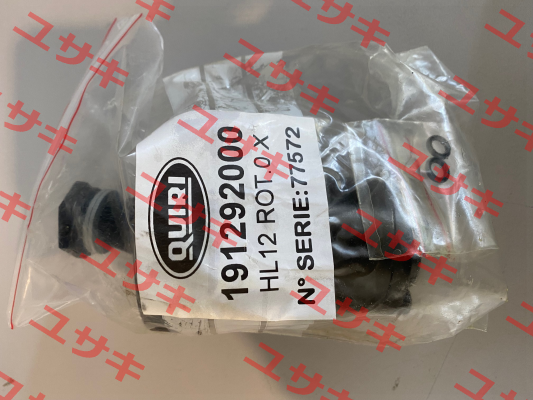 QUIRI
191292000
HL12 ROT.0 X
N° SERIE:77572
ユサキ